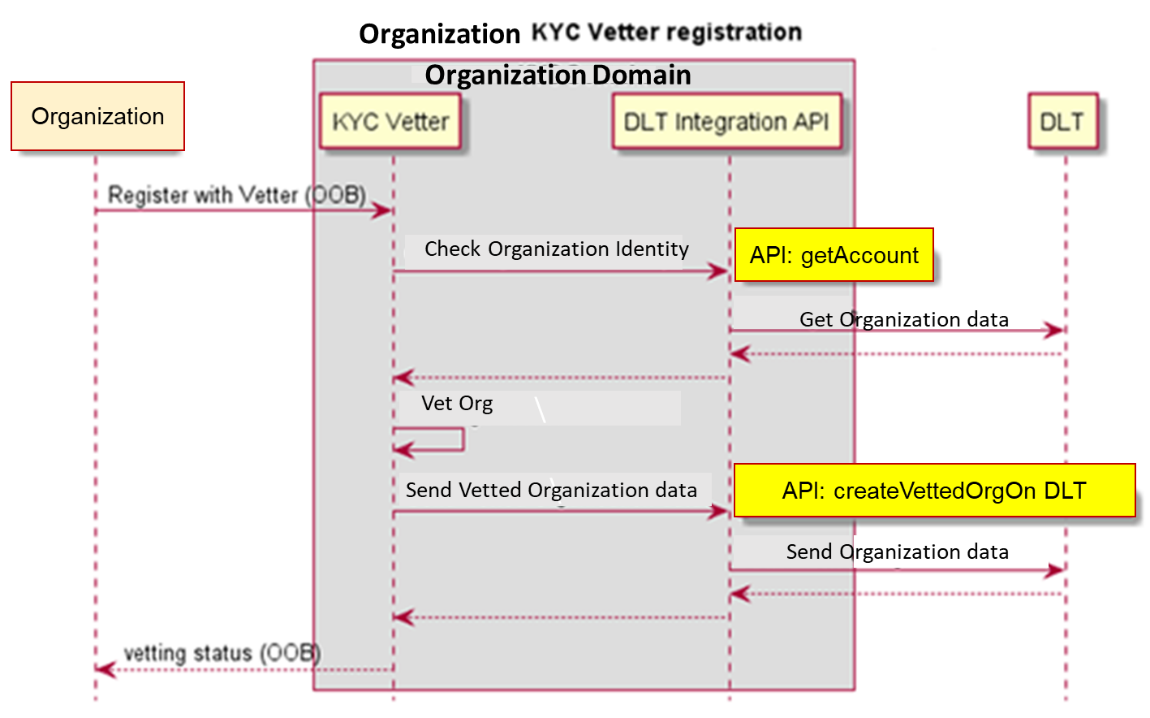 Organization KYC Vetter registration
Organization Domain
Organization
KYC Vetter
DLT Integration API
DLT
Register with Vetter (OOB)
Check Organization Identity
API: getAccount
Get Organization data
Vet Org
Send Vetted Organization data
API: createVettedOrgOn DLT
Send Organization data
vetting status (OOB)